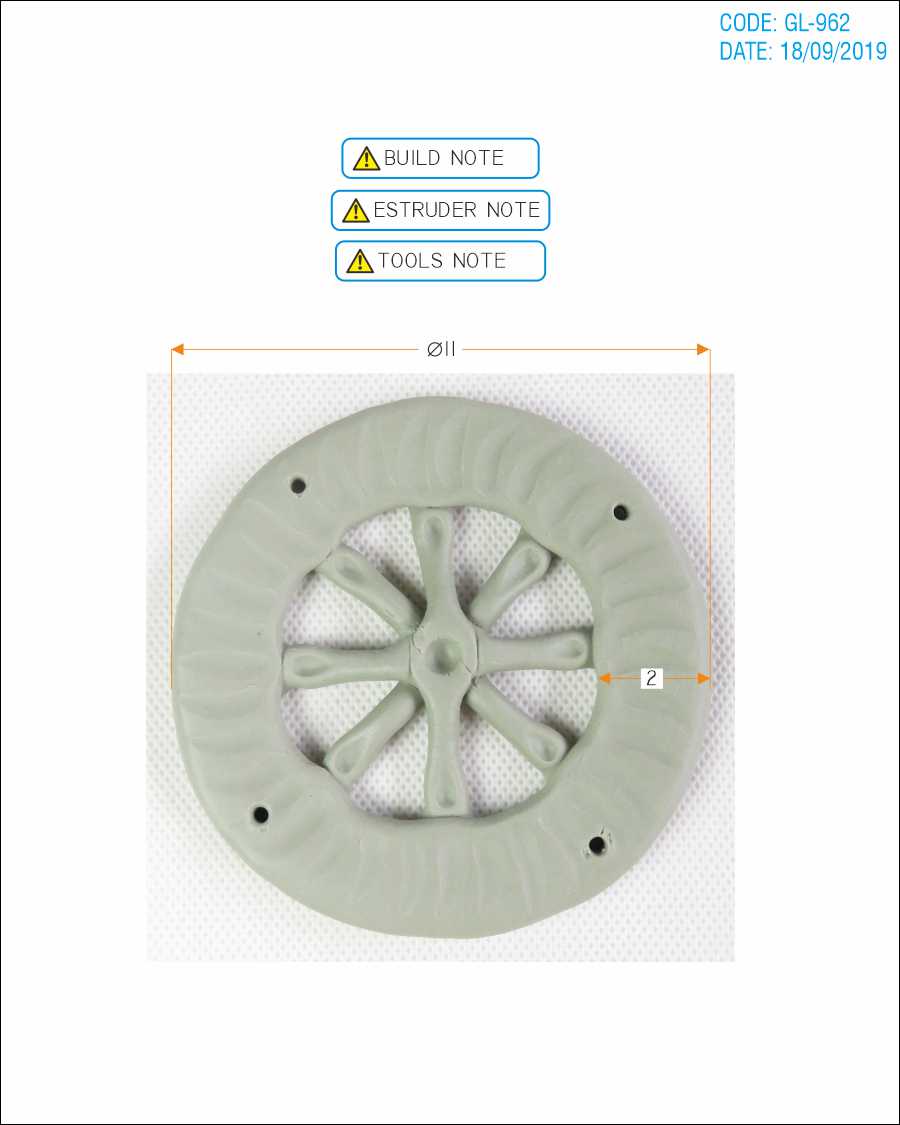 CODE: GL-962
DATE: 18/09/2019
BUILD NOTE
ESTRUDER NOTE
TOOLS NOTE
Ø11
2